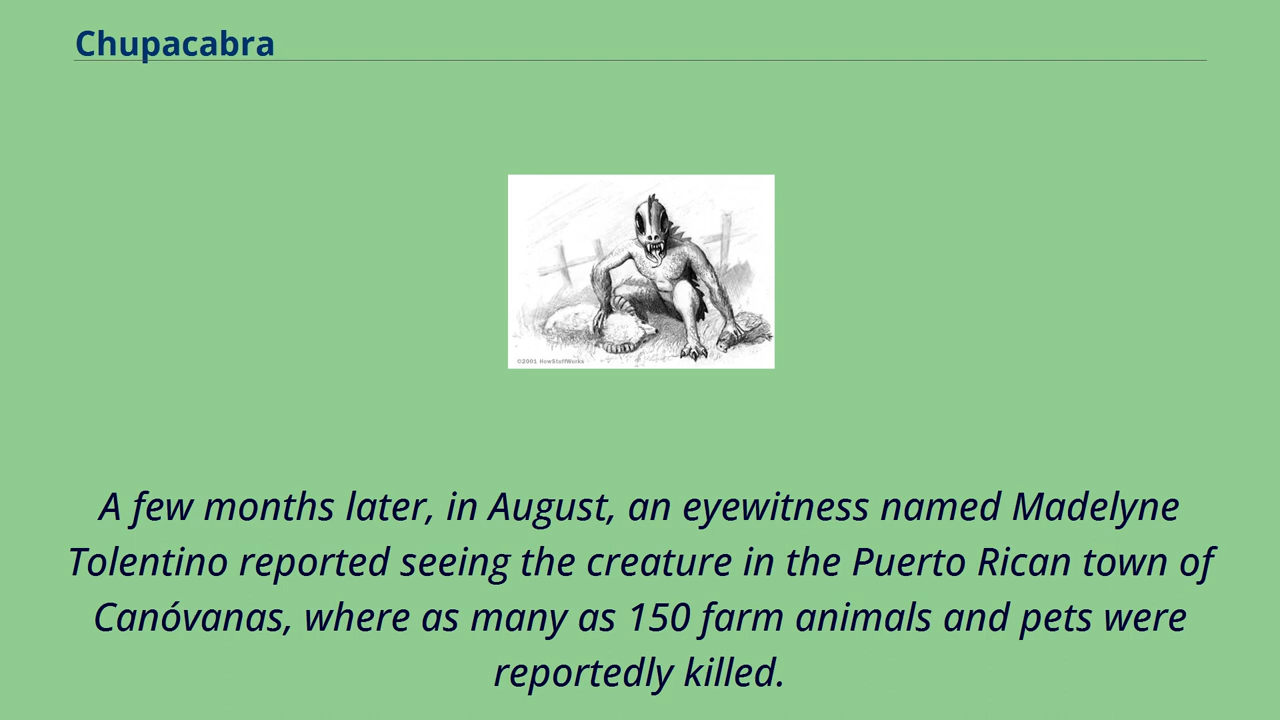 Chupacabra
©2001 HowStuffWorks
A few months later, in August, an eyewitness named Madelyne
Tolentino reported seeing the creature in the Puerto Rican town of
Canóvanas, where as many as 150 farm animals and pets were
reportedly killed.